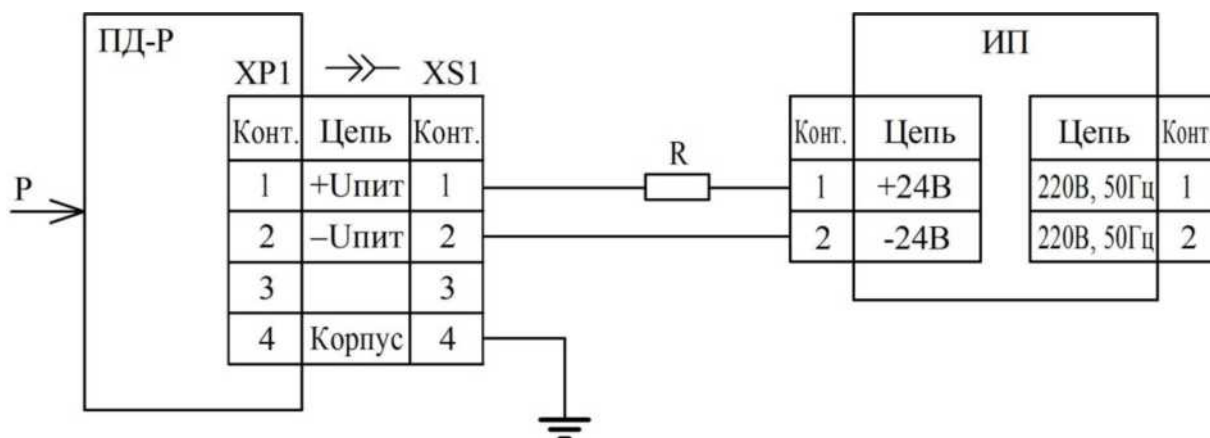 ПД-Р
ИП
XP1 XS1
Конт. Цепь Конт.
Конт. Цепь
Цепь Конт.
R
1 +Uпит 1
1 +24В
220В, 50Гц 1
P
2 –Uпит 2
2 -24В
220В, 50Гц 2
3 3
4 Корпус 4